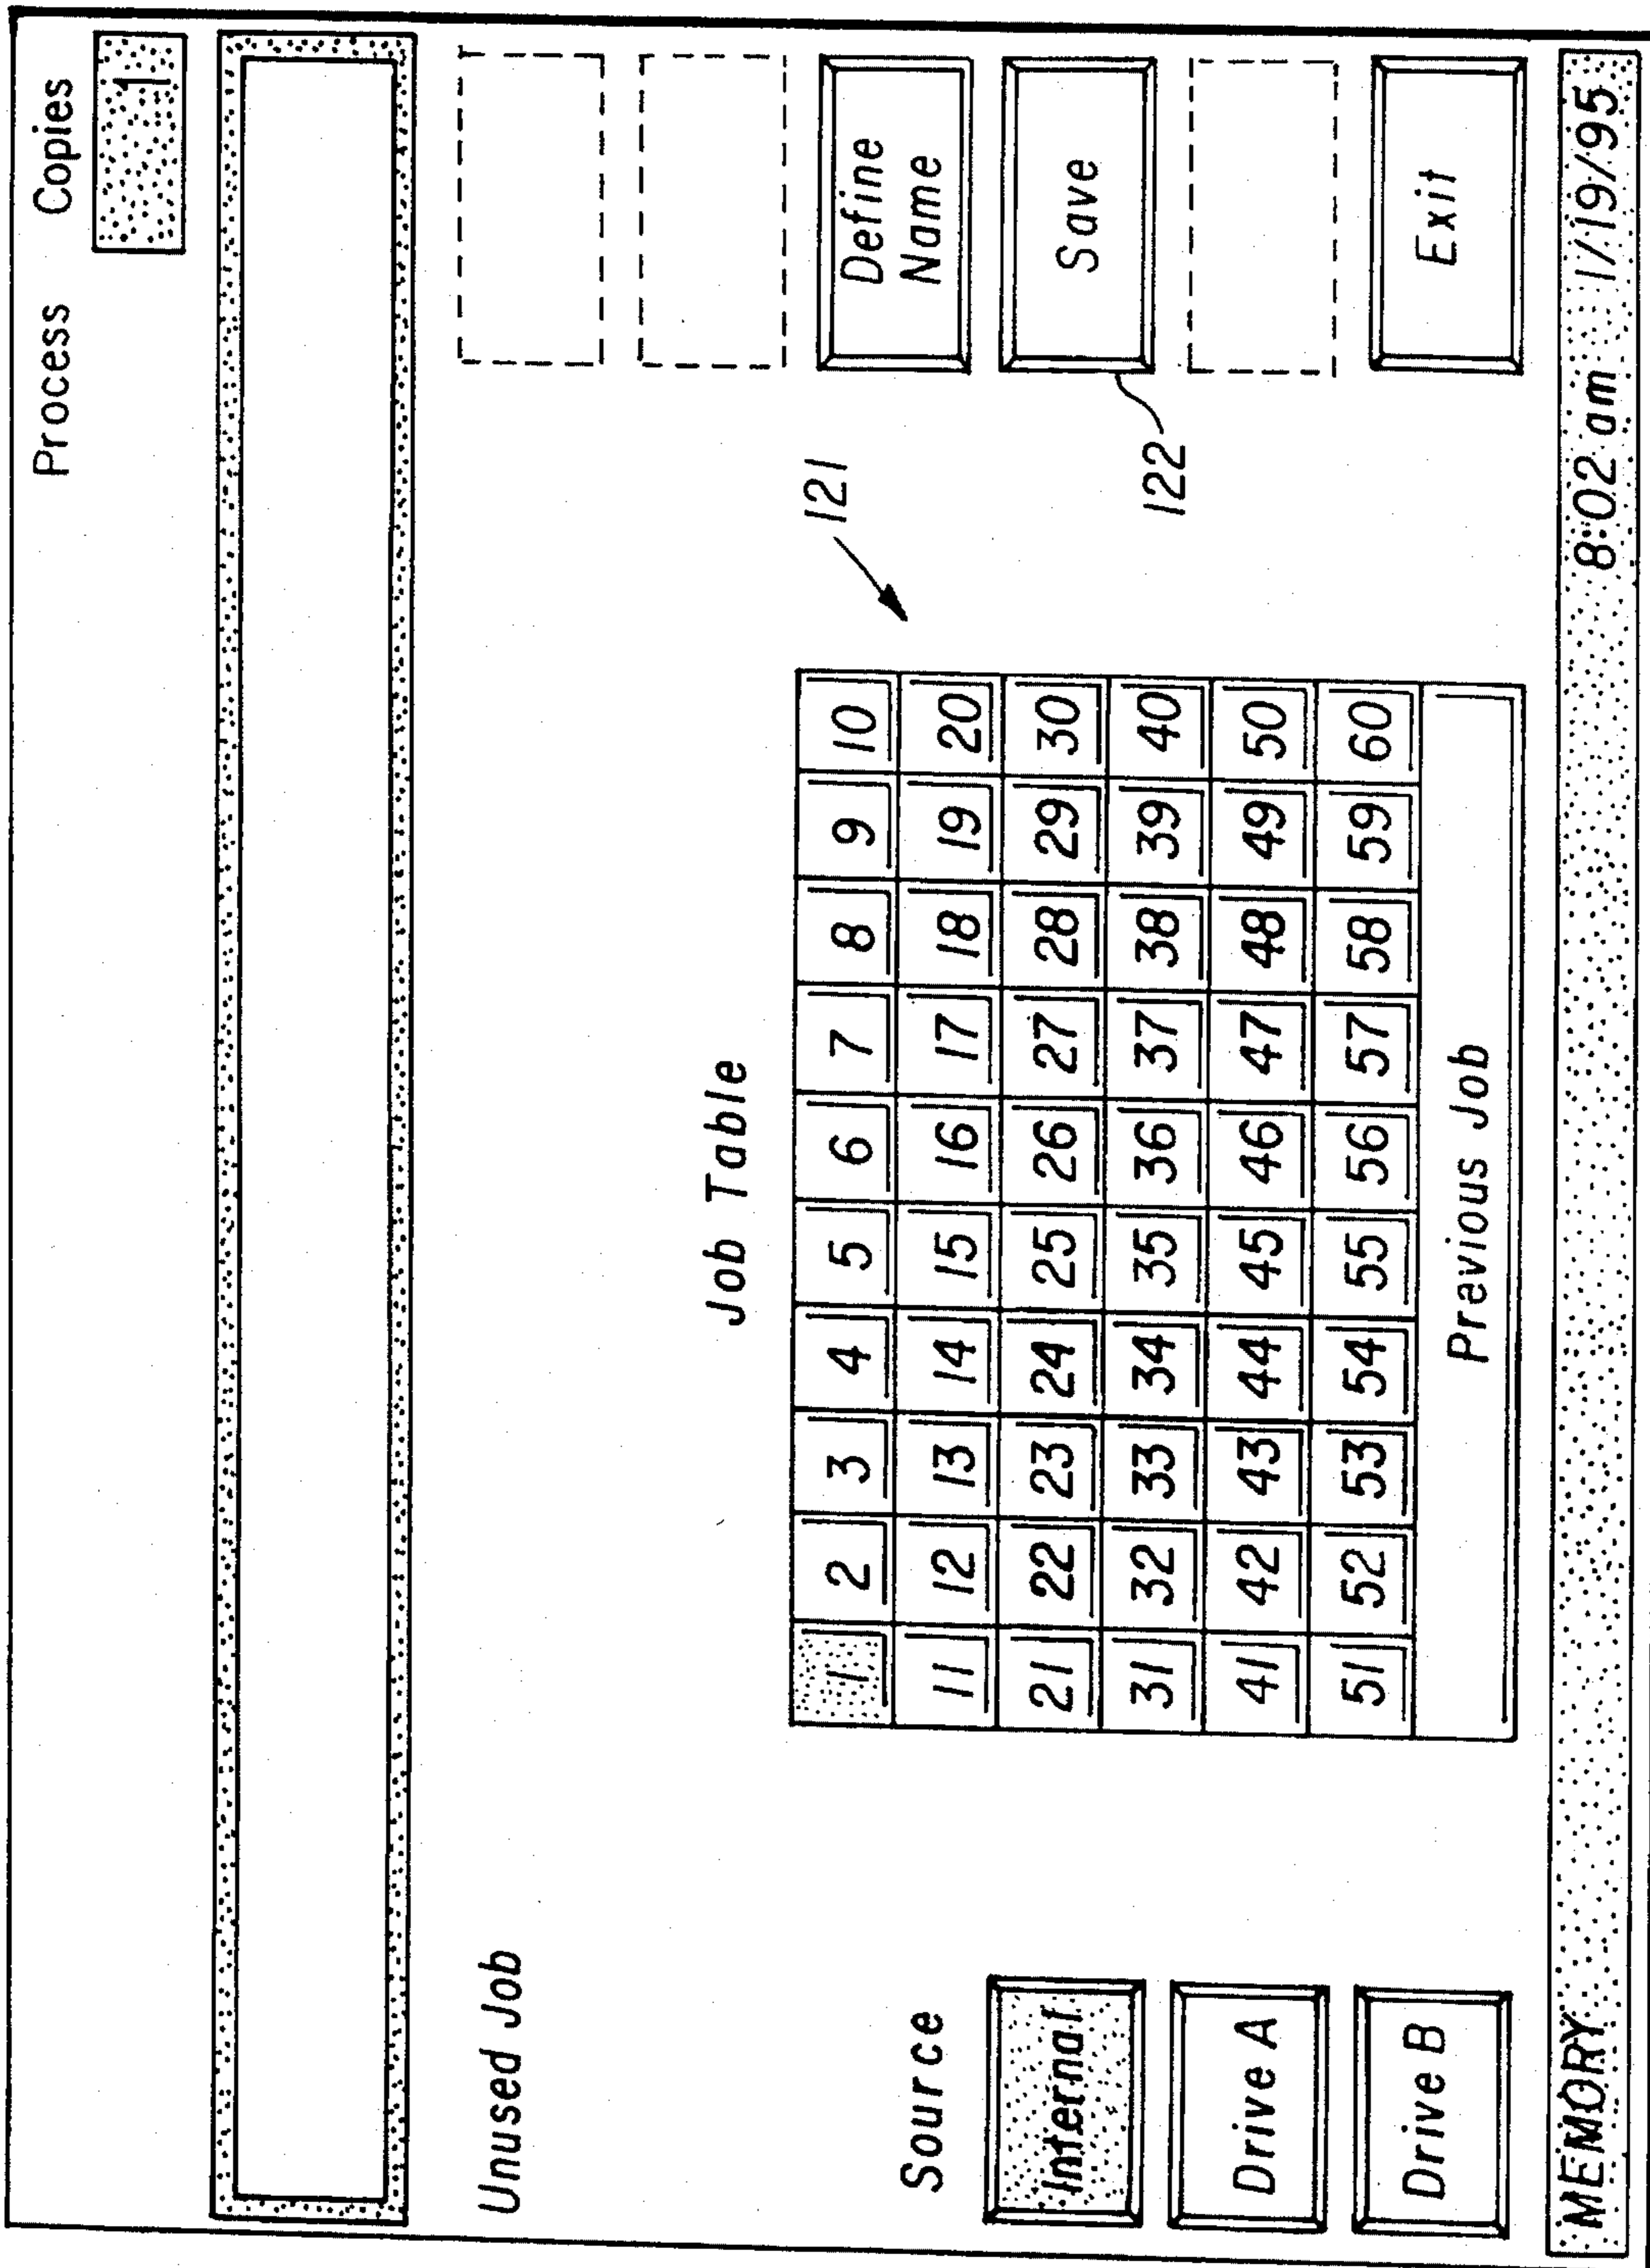 Process Copies
1
Unused Job
Job Table
Source
Internal
Drive A
Drive B
1 2 3 4 5 6 7 8 9 10
11 12 13 14 15 16 17 18 19 20
21 22 23 24 25 26 27 28 29 30
31 32 33 34 35 36 37 38 39 40
41 42 43 44 45 46 47 48 49 50
51 52 53 54 55 56 57 58 59 60
Previous Job
121
122
Define
Name
Save
Exit
MEMORY 8:02 am 1/19/95